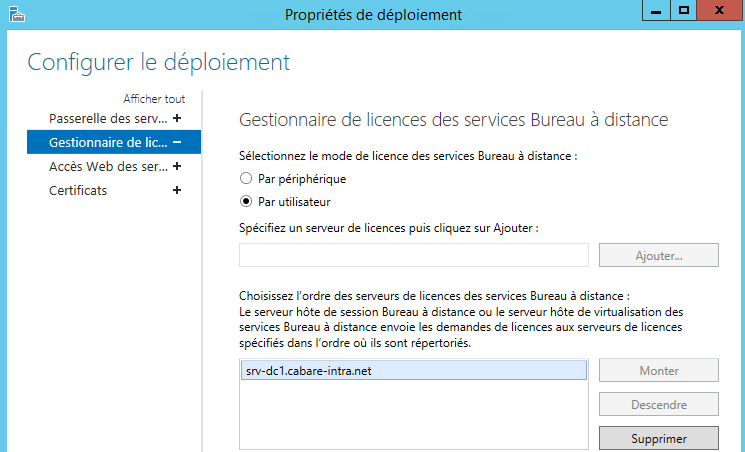 Propriétés de déploiement
Configurer le déploiement
Afficher tout
Passerelle des serv... +
Gestionnaire de lic... –
Accès Web des ser... +
Certificats +
Gestionnaire de licences des services Bureau à distance
Sélectionnez le mode de licence des services Bureau à distance :
Par périphérique
Par utilisateur
Spécifiez un serveur de licences puis cliquez sur Ajouter :
Ajouter...
Choisissez l'ordre des serveurs de licences des services Bureau à distance :
Le serveur hôte de session Bureau à distance ou le serveur hôte de virtualisation des
services Bureau à distance envoie les demandes de licences aux serveurs de licences
spécifiés dans l'ordre où ils sont répertoriés.
srv-dc1.cabare-intra.net
Monter
Descendre
Supprimer